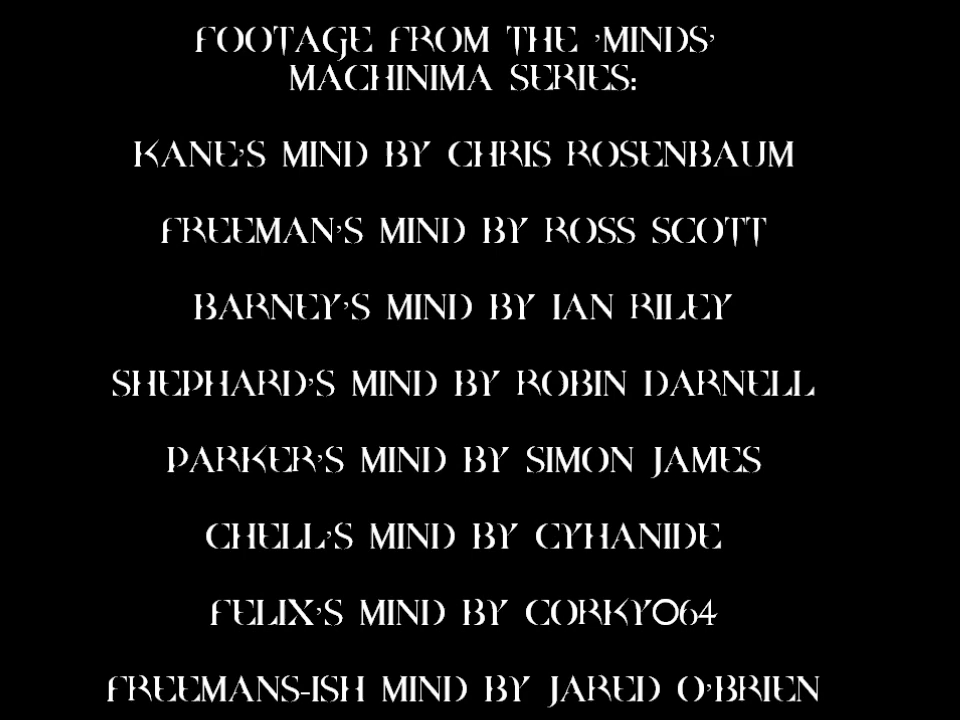 FOOTAGE FROM THE 'MINDS'
MACHINIMA SERIES:
KANE'S MIND BY CHRIS ROSENBAUM
FREEMAN'S MIND BY ROSS SCOTT
BARNEY'S MIND BY IAN RILEY
SHEPHARD'S MIND BY ROBIN DARNELL
PARKER'S MIND BY SIMON JAMES
CHELL'S MIND BY CYHANIDE
FELIX'S MIND BY CORKY064
FREEMANS-ISH MIND BY JARED O'BRIEN